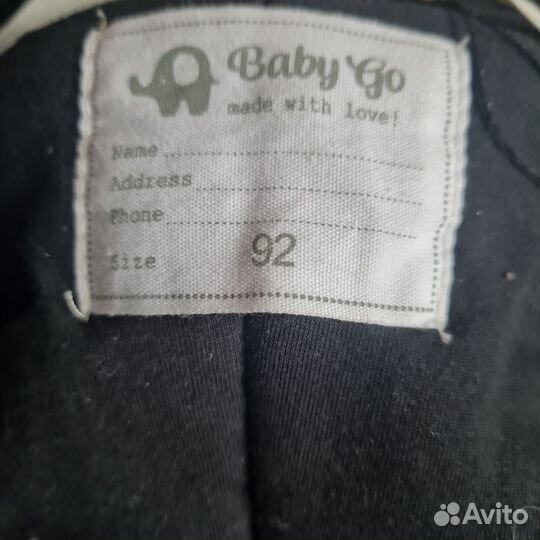 Baby Go
made with love!
Name
Address
Phone
Size 92
Avito